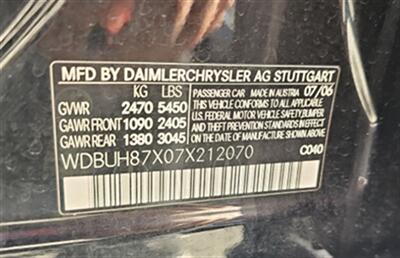 MFD BY DAIMLERCHRYSLER AG STUTTGART
KG LBS
GVWR 2470 5450
GAWR FRONT 1090 2405
GAWR REAR 1380 3045
PASSENGER CAR MADE IN AUSTRIA 07/06
THIS VEHICLE CONFORMS TO ALL APPLICABLE
U.S. FEDERAL MOTOR VEHICLE SAFETY, BUMPER
AND THEFT PREVENTION STANDARDS IN EFFECT
ON THE DATE OF MANUFACTURE SHOWN ABOVE
WDBUH87X07X212070 C040